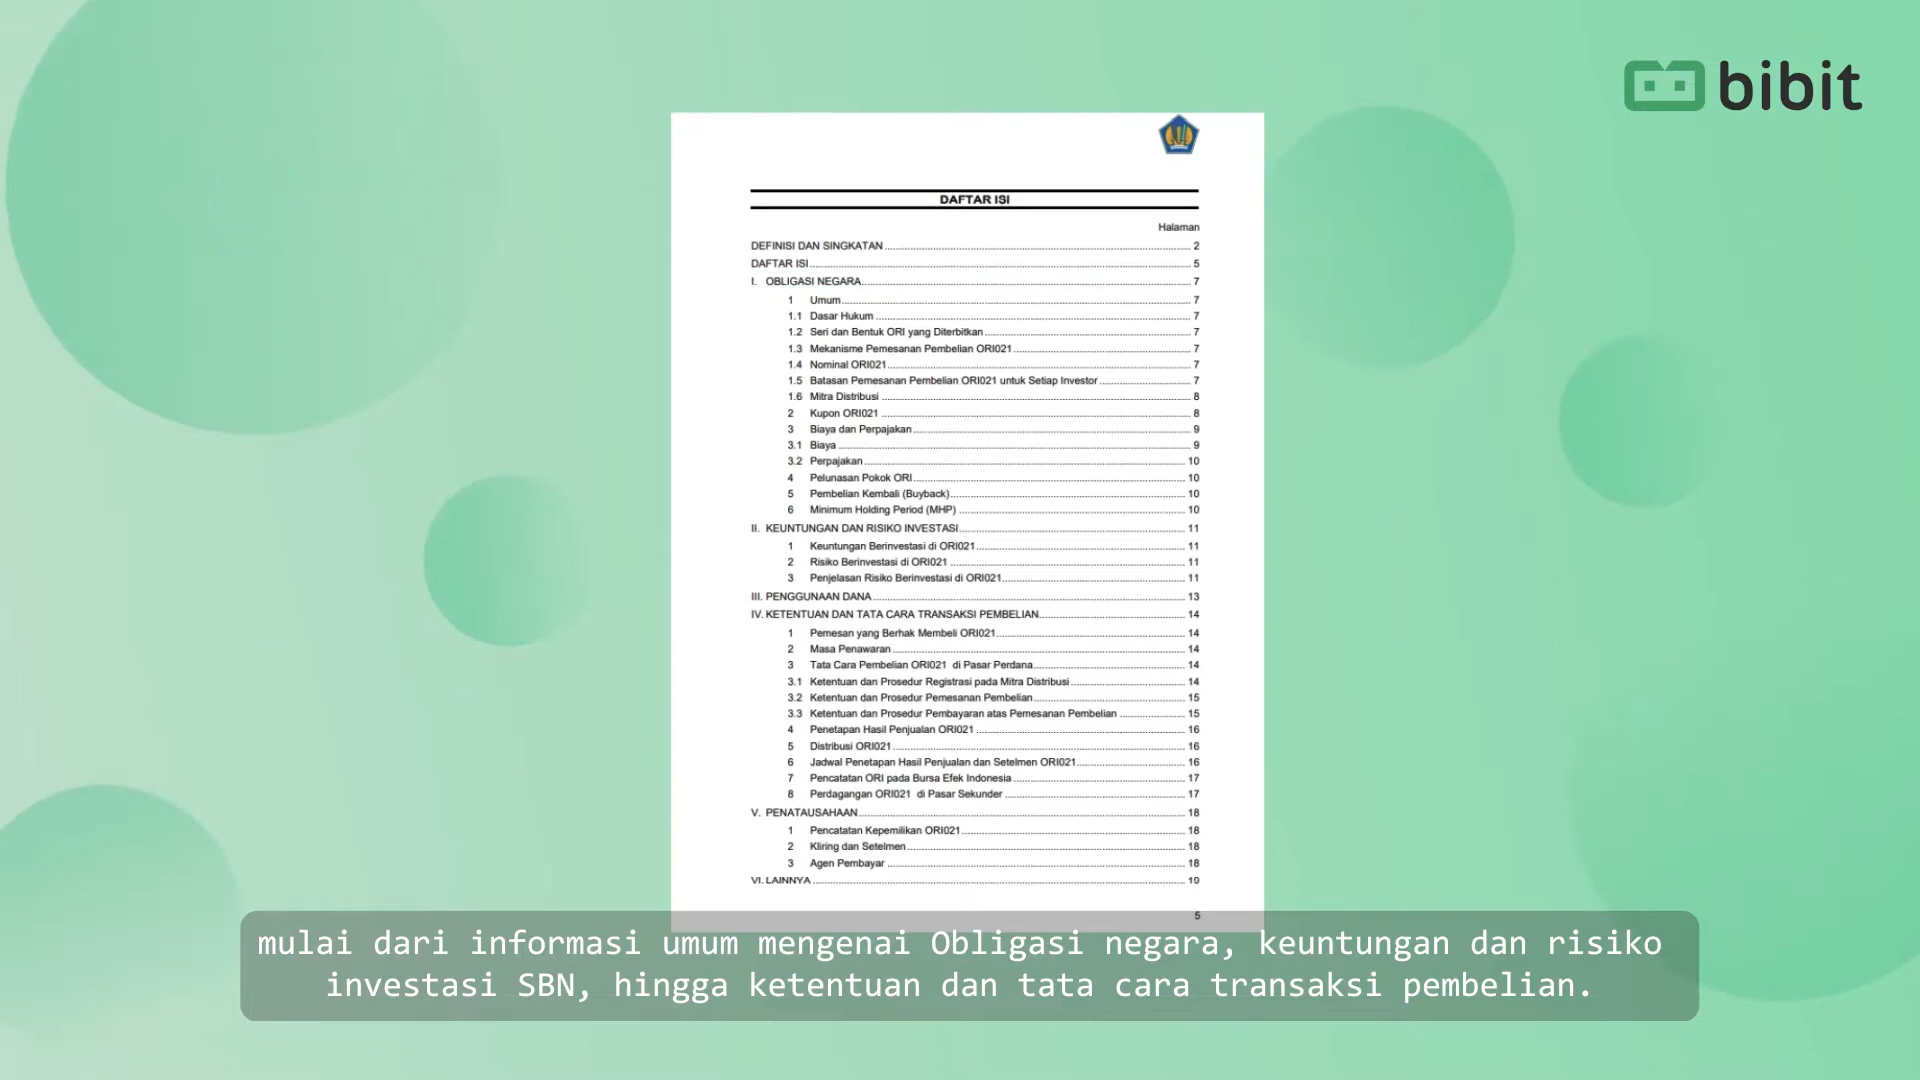 bibit
DAFTAR ISI
Halaman
DEFINISI DAN SINGKATAN 2
DAFTAR ISI 5
I. OBLIGASI NEGARA 7
1 Umum 7
1.1 Dasar Hukum 7
1.2 Seri dan Bentuk ORI yang Diterbitkan 7
1.3 Mekanisme Pemesanan Pembelian ORI021 7
1.4 Nominal ORI021 7
1.5 Batasan Pemesanan Pembelian ORI021 untuk Setiap Investor 7
1.6 Mitra Distribusi 8
2 Kupon ORI021 8
3 Biaya dan Perpajakan 9
3.1 Biaya 9
3.2 Perpajakan 10
4 Pelunasan Pokok ORI 10
5 Pembelian Kembali (Buyback) 10
6 Minimum Holding Period (MHP) 10
II. KEUNTUNGAN DAN RISIKO INVESTASI 11
1 Keuntungan Berinvestasi di ORI021 11
2 Risiko Berinvestasi di ORI021 11
3 Penjelasan Risiko Berinvestasi di ORI021 11
III. PENGGUNAAN DANA 13
IV. KETENTUAN DAN TATA CARA TRANSAKSI PEMBELIAN 14
1 Pemesan yang Berhak Membeli ORI021 14
2 Masa Penawaran 14
3 Tata Cara Pembelian ORI021 di Pasar Perdana 14
3.1 Ketentuan dan Prosedur Registrasi pada Mitra Distribusi 14
3.2 Ketentuan dan Prosedur Pemesanan Pembelian 15
3.3 Ketentuan dan Prosedur Pembayaran atas Pemesanan Pembelian 15
4 Penetapan Hasil Penjualan ORI021 16
5 Distribusi ORI021 16
6 Jadwal Penetapan Hasil Penjualan dan Setelmen ORI021 16
7 Pencatatan ORI pada Bursa Efek Indonesia 17
8 Perdagangan ORI021 di Pasar Sekunder 17
V. PENATAUSAHAAN 18
1 Pencatatan Kepemilikan ORI021 18
2 Kliring dan Setelmen 18
3 Agen Pembayar 18
VI. LAINNYA 10
5
mulai dari informasi umum mengenai Obligasi negara, keuntungan dan risiko
investasi SBN, hingga ketentuan dan tata cara transaksi pembelian.